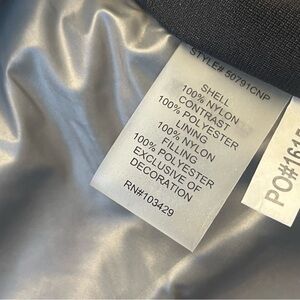 STYLE# 50791CNP
SHELL
100% NYLON
CONTRAST
100% POLYESTER
LINING
100% NYLON
FILLING
100% POLYESTER
EXCLUSIVE OF
DECORATION
RN#103429
PO#161